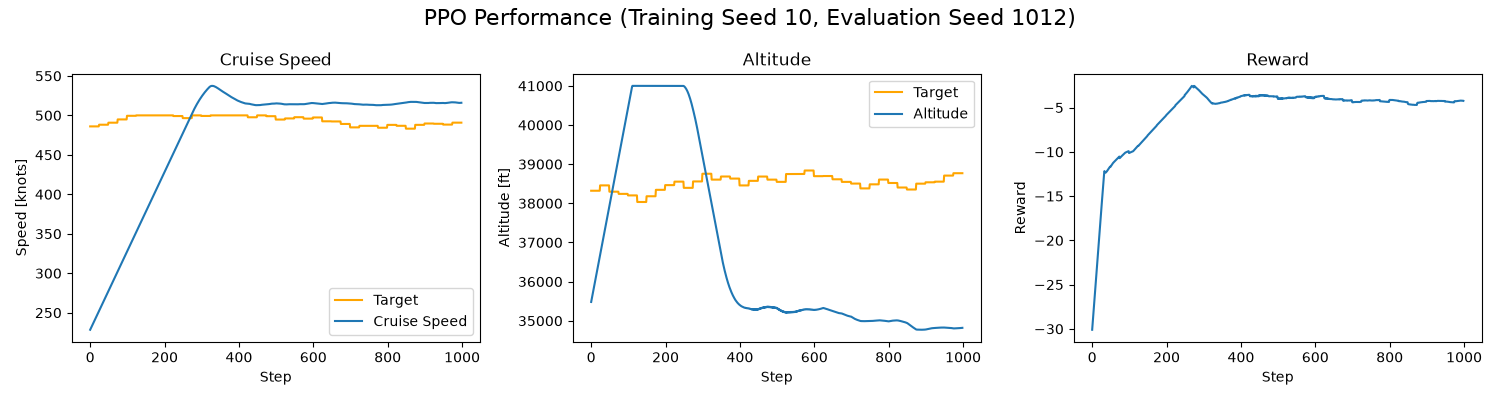 PPO Performance (Training Seed 10, Evaluation Seed 1012)
Cruise Speed
550
500
450
400
350
300
250
Speed [knots]
Target
Cruise Speed
0 200 400 600 800 1000
Step
Altitude
41000
40000
39000
38000
37000
36000
35000
Altitude [ft]
Target
Altitude
0 200 400 600 800 1000
Step
Reward
−5
−10
−15
−20
−25
−30
Reward
0 200 400 600 800 1000
Step